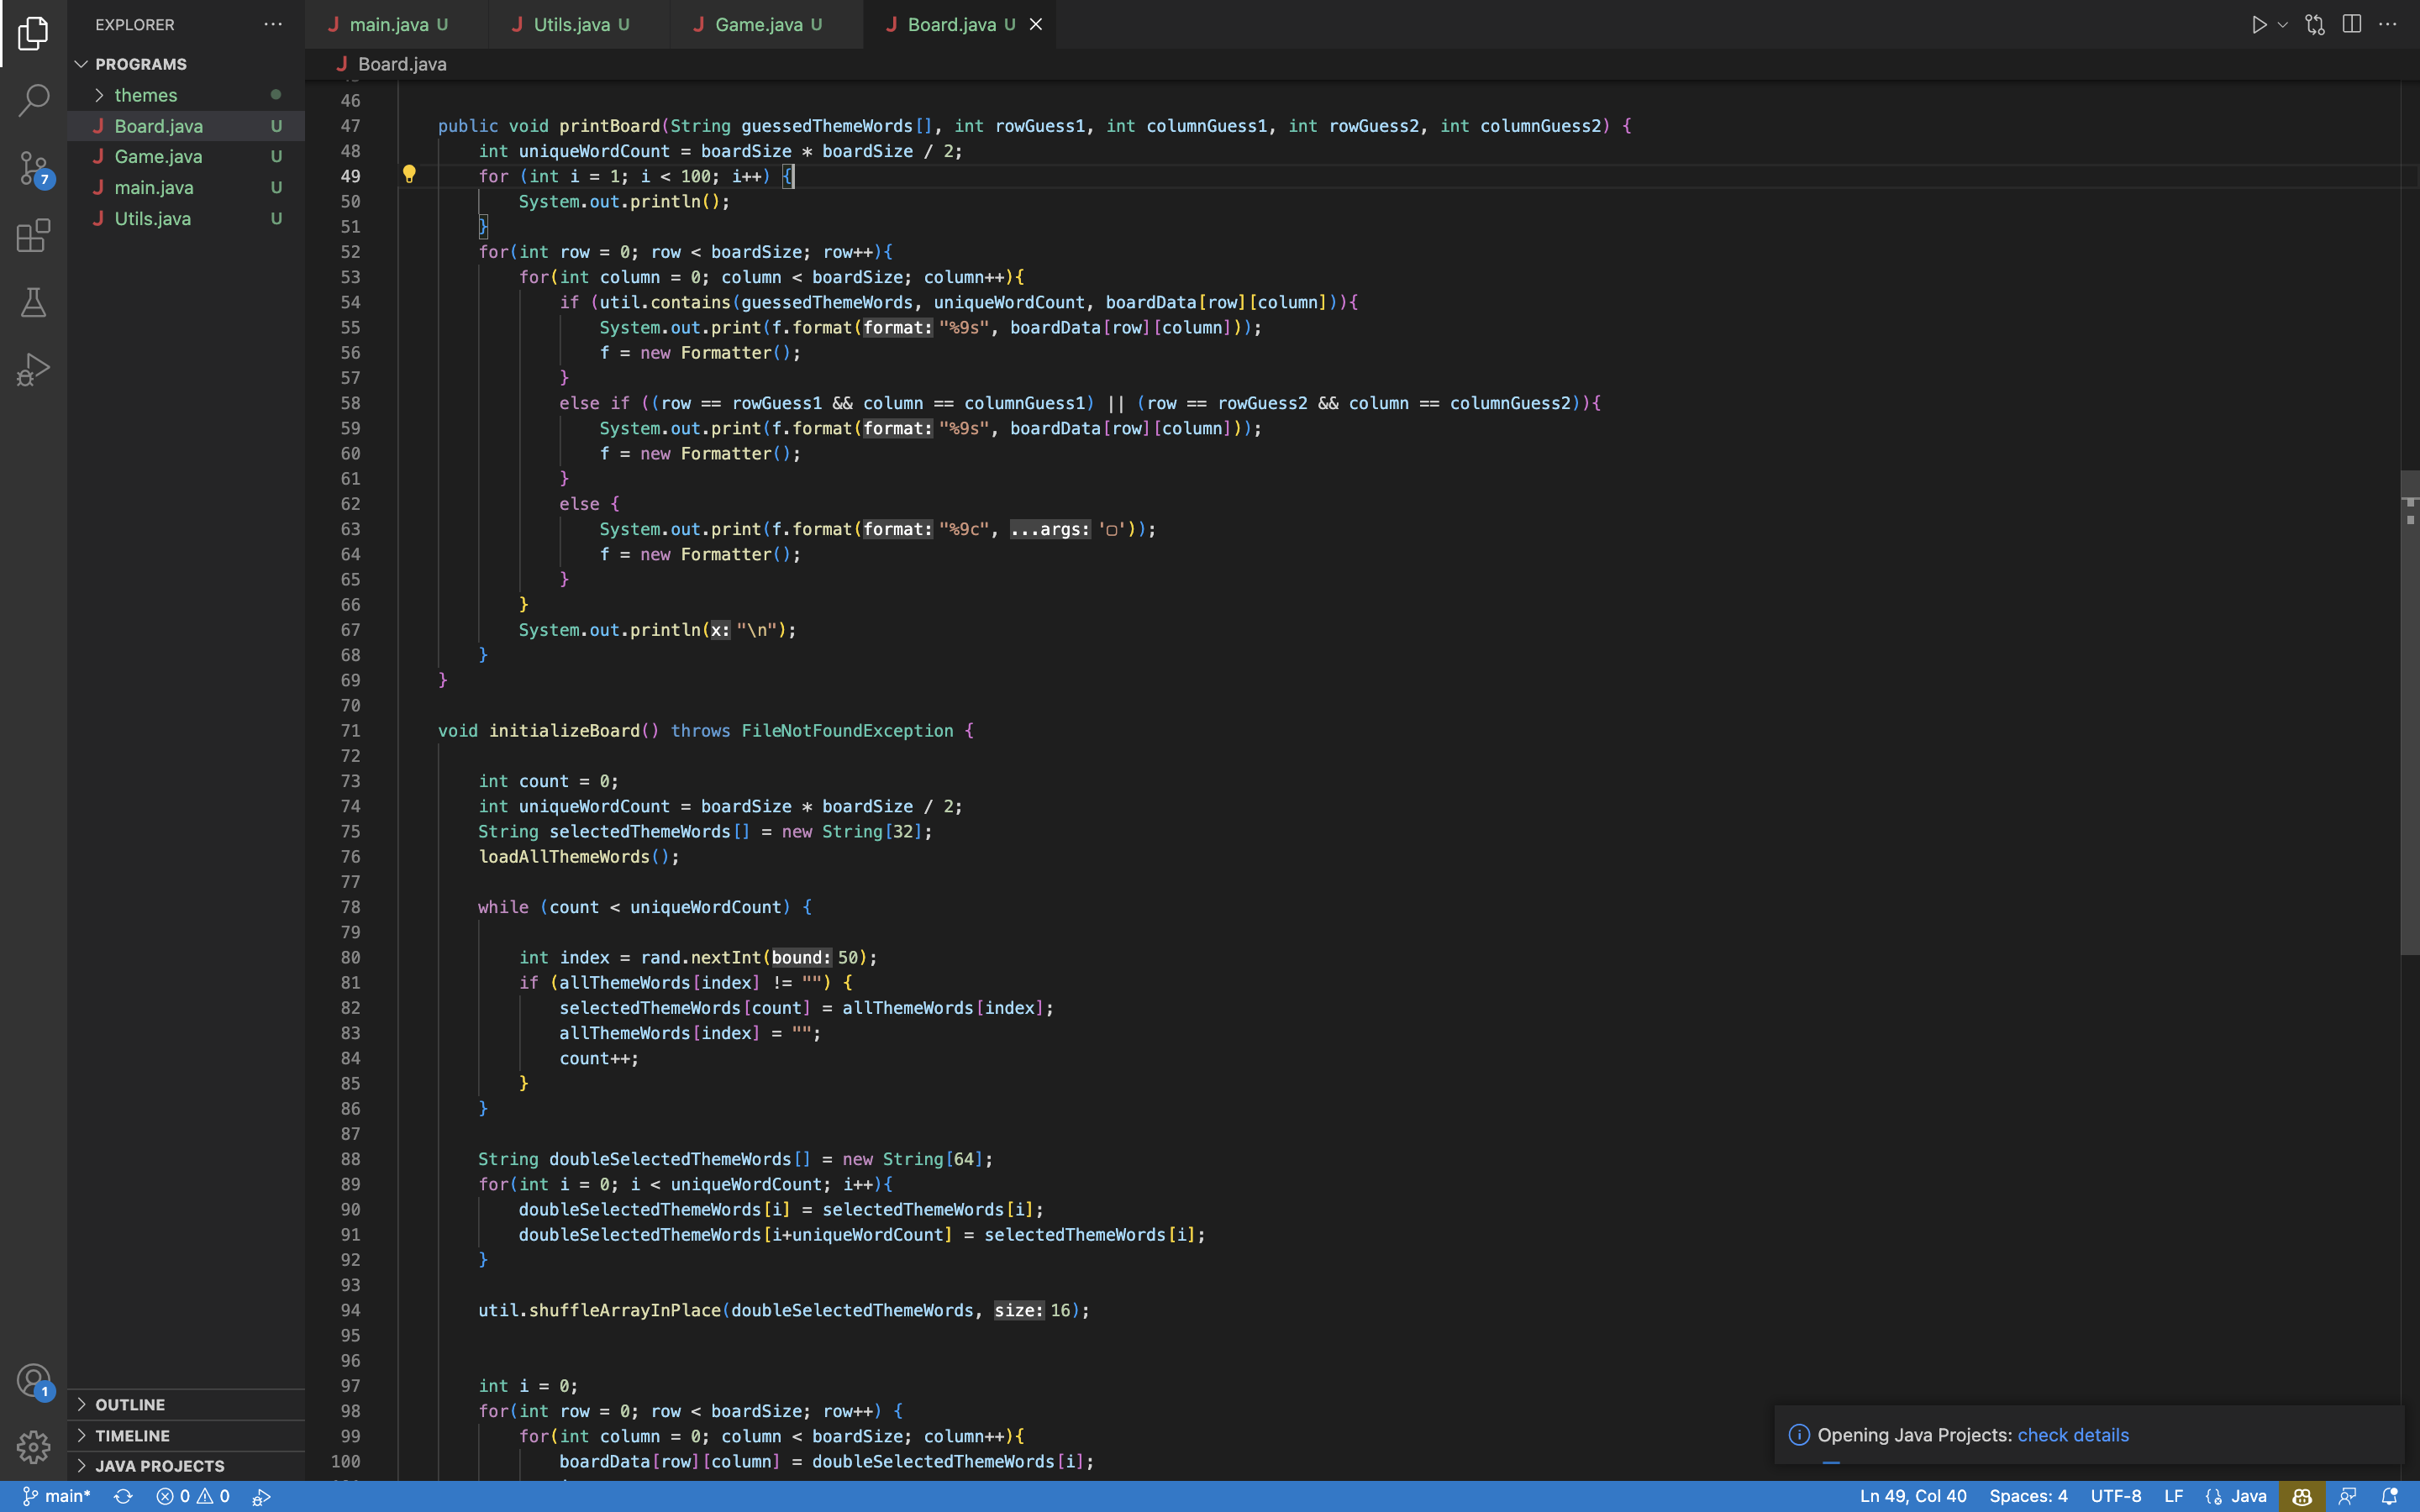 EXPLORER
main.java U
Utils.java U
Game.java U
Board.java U
PROGRAMS
themes
Board.java U
Game.java U
main.java U
Utils.java U
7
1
OUTLINE
TIMELINE
JAVA PROJECTS
Board.java
46
47 public void printBoard(String guessedThemeWords[], int rowGuess1, int columnGuess1, int rowGuess2, int columnGuess2) {
48 int uniqueWordCount = boardSize * boardSize / 2;
49 for (int i = 1; i < 100; i++) {
50 System.out.println();
51 }
52 for(int row = 0; row < boardSize; row++){
53 for(int column = 0; column < boardSize; column++){
54 if (util.contains(guessedThemeWords, uniqueWordCount, boardData[row][column])){
55 System.out.print(f.format(format: "%9s", boardData[row][column]));
56 f = new Formatter();
57 }
58 else if ((row == rowGuess1 && column == columnGuess1) || (row == rowGuess2 && column == columnGuess2)){
59 System.out.print(f.format(format: "%9s", boardData[row][column]));
60 f = new Formatter();
61 }
62 else {
63 System.out.print(f.format(format: "%9c", ...args: '▢'));
64 f = new Formatter();
65 }
66 }
67 System.out.println(x: "\n");
68 }
69 }
70
71 void initializeBoard() throws FileNotFoundException {
72
73 int count = 0;
74 int uniqueWordCount = boardSize * boardSize / 2;
75 String selectedThemeWords[] = new String[32];
76 loadAllThemeWords();
77
78 while (count < uniqueWordCount) {
79
80 int index = rand.nextInt(bound: 50);
81 if (allThemeWords[index] != "") {
82 selectedThemeWords[count] = allThemeWords[index];
83 allThemeWords[index] = "";
84 count++;
85 }
86 }
87
88 String doubleSelectedThemeWords[] = new String[64];
89 for(int i = 0; i < uniqueWordCount; i++){
90 doubleSelectedThemeWords[i] = selectedThemeWords[i];
91 doubleSelectedThemeWords[i+uniqueWordCount] = selectedThemeWords[i];
92 }
93
94 util.shuffleArrayInPlace(doubleSelectedThemeWords, size: 16);
95
96
97 int i = 0;
98 for(int row = 0; row < boardSize; row++) {
99 for(int column = 0; column < boardSize; column++){
100 boardData[row][column] = doubleSelectedThemeWords[i];
Opening Java Projects: check details
main* 0 0 Ln 49, Col 40 Spaces: 4 UTF-8 LF Java